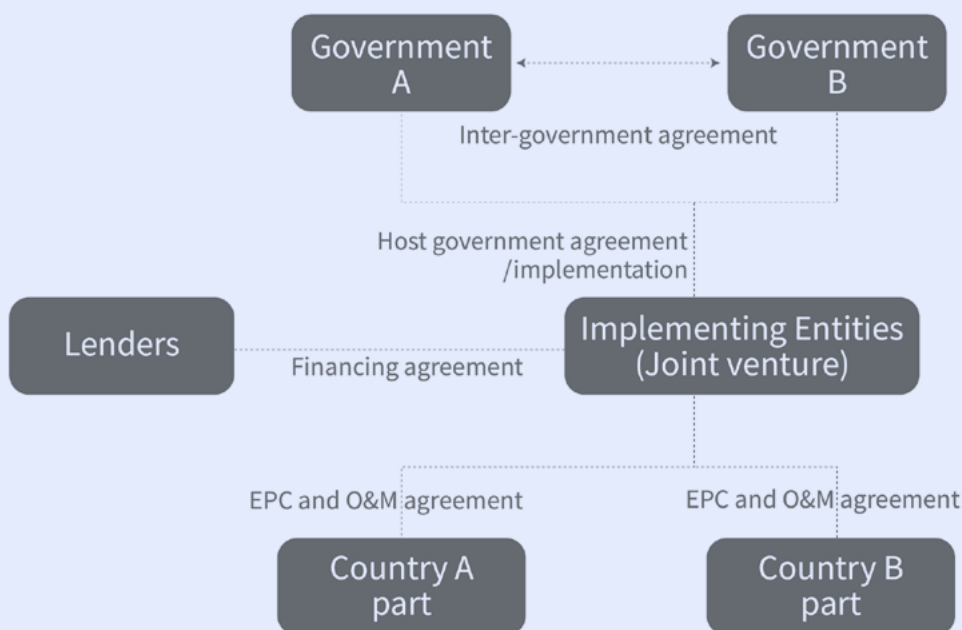 Government
A
Government
B
Inter-government agreement
Host government agreement
/implementation
Lenders
Financing agreement
Implementing Entities
(Joint venture)
EPC and O&M agreement
EPC and O&M agreement
Country A
part
Country B
part